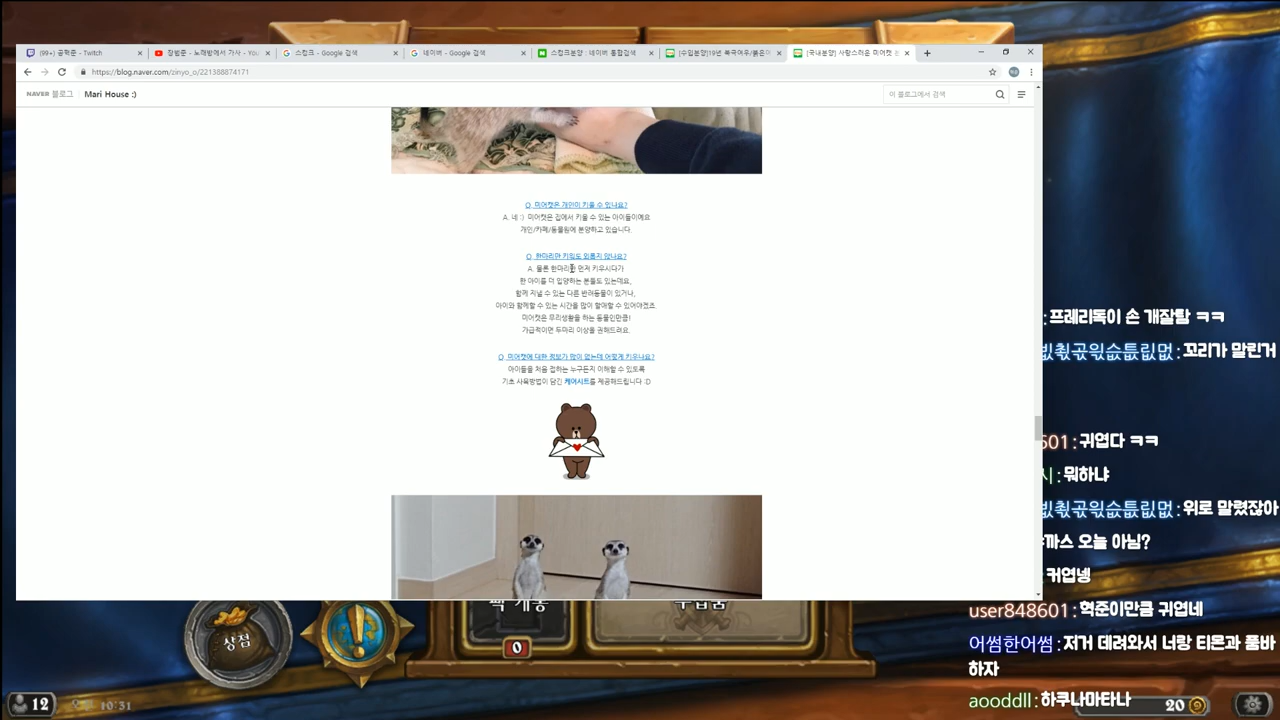 (99+) 공혁준 - Twitch
장범준 - 노래방에서 가사 - Yo
스컹크 - Google 검색
네이버 - Google 검색
스컹크분양 : 네이버 통합검색
[수입분양]19년 북극여우/붉은여
[국내분양] 사랑스러운 미어캣
https://blog.naver.com/zinyo_o/221388874171
NAVER 블로그
Mari House :)
이 블로그에서 검색
Q. 미어캣은 개인이 키울 수 있나요?
A. 네 :) 미어캣은 집에서 키울 수 있는 아이들이예요
개인/카페/동물원에 분양하고 있습니다.
Q. 한마리만 키워도 외롭지 않나요?
A. 물론 한마리만 먼저 키우시다가
한 아이를 더 입양하는 분들도 있는데요,
함께 지낼 수 있는 다른 반려동물이 있거나,
아이와 함께할 수 있는 시간을 많이 할애할 수 있어야겠죠.
미어캣은 무리생활을 하는 동물인만큼!
가급적이면 두마리 이상을 권해드려요.
Q. 미어캣에 대한 정보가 많이 없는데 어떻게 키우나요?
아이들을 처음 접하는 누구든지 이해할 수 있도록
기초 사육방법이 담긴 케어시트를 제공해드립니다 :D
: 프레리독이 손 개잘탐 ㅋㅋ
: 꼬리가 말린거
601 : 귀엽다 ㅋㅋ
시 : 뭐하냐
: 위로 말렸잖아
까스 오늘 아님?
커엽넹
user848601 : 혁준이만큼 귀엽네
어썸한어썸 : 저거 데려와서 너랑 티몬과 품바
하자
aooddll : 하쿠나마타나
상점
팩 개봉
0
수집품
12
10:31
20